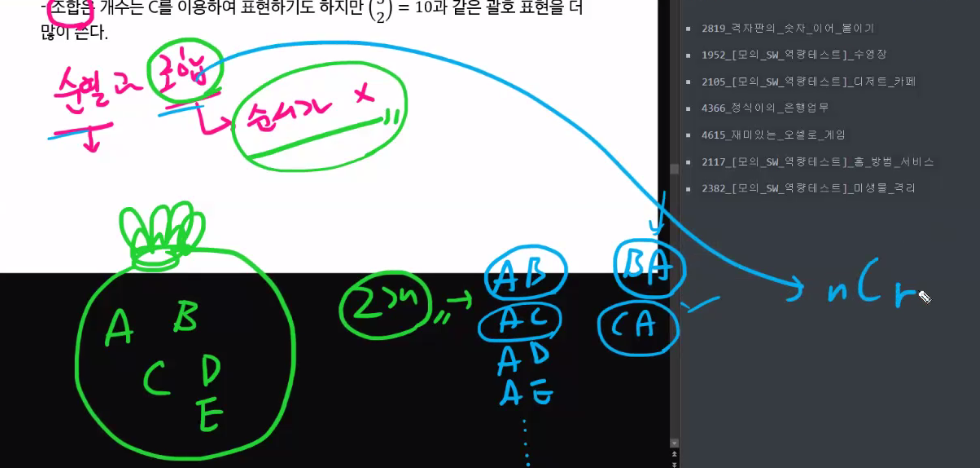 - 조합은 개수는 C를 이용하여 표현하기도 하지만 (5 2) = 10과 같은 괄호 표현을 더
많이 쓴다.
순열과 조합
순서가 X
A B
C D
E
2개 → AB BA
AC CA
AD
AE
nCr
2819_격자판의_숫자_이어_붙이기
1952_[모의_SW_역량테스트]_수영장
2105_[모의_SW_역량테스트]_디저트_카페
4366_정식이의_은행업무
4615_재미있는_오셀로_게임
2117_[모의_SW_역량테스트]_홈_방범_서비스
2382_[모의_SW_역량테스트]_미생물_격리